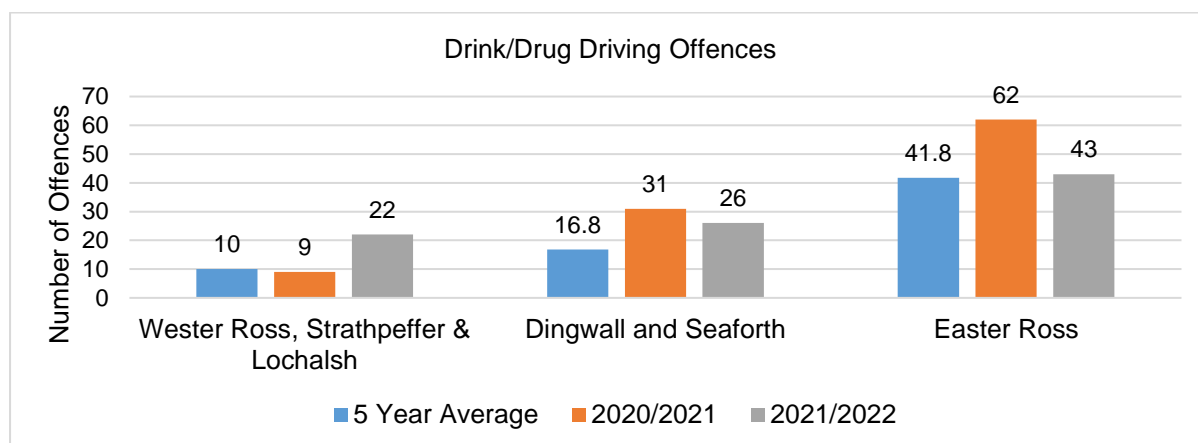 Drink/Drug Driving Offences
Number of Offences
70
60
50
40
30
20
10
0
10
9
22
16.8
31
26
41.8
62
43
Wester Ross, Strathpeffer &
Lochalsh
Dingwall and Seaforth
Easter Ross
5 Year Average
2020/2021
2021/2022